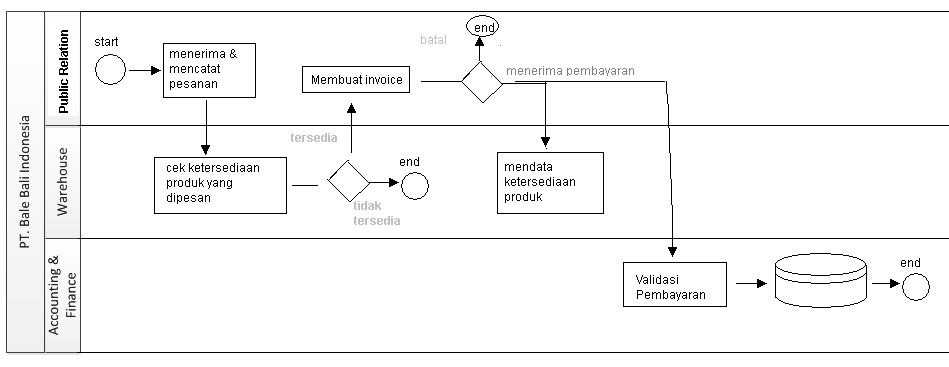 PT. Bale Bali Indonesia
Public Relation
start
menerima &
mencatat
pesanan
Membuat invoice
batal
end
menerima pembayaran
Warehouse
cek ketersediaan
produk yang
dipesan
tersedia
end
tidak
tersedia
mendata
ketersediaan
produk
Accounting &
Finance
Validasi
Pembayaran
end